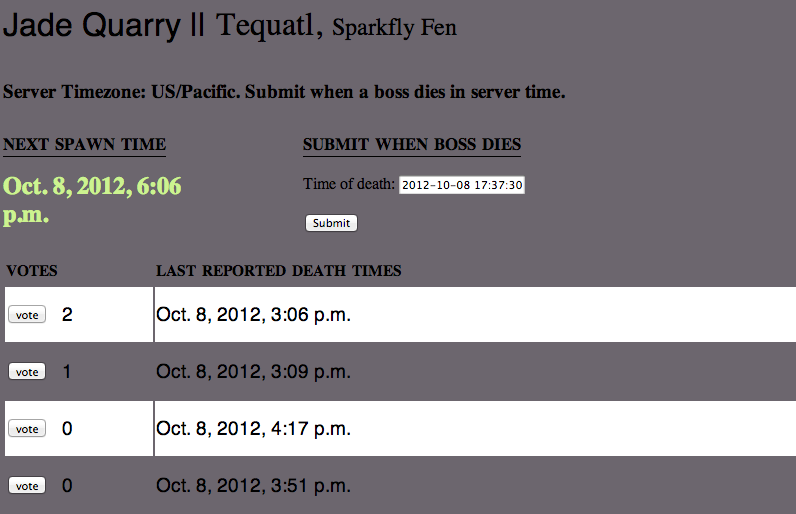 Jade Quarry ll Tequatl, Sparkfly Fen
Server Timezone: US/Pacific. Submit when a boss dies in server time.
NEXT SPAWN TIME
Oct. 8, 2012, 6:06
p.m.
SUBMIT WHEN BOSS DIES
Time of death: 2012-10-08 17:37:30
Submit
VOTES LAST REPORTED DEATH TIMES
vote 2 Oct. 8, 2012, 3:06 p.m.
vote 1 Oct. 8, 2012, 3:09 p.m.
vote 0 Oct. 8, 2012, 4:17 p.m.
vote 0 Oct. 8, 2012, 3:51 p.m.